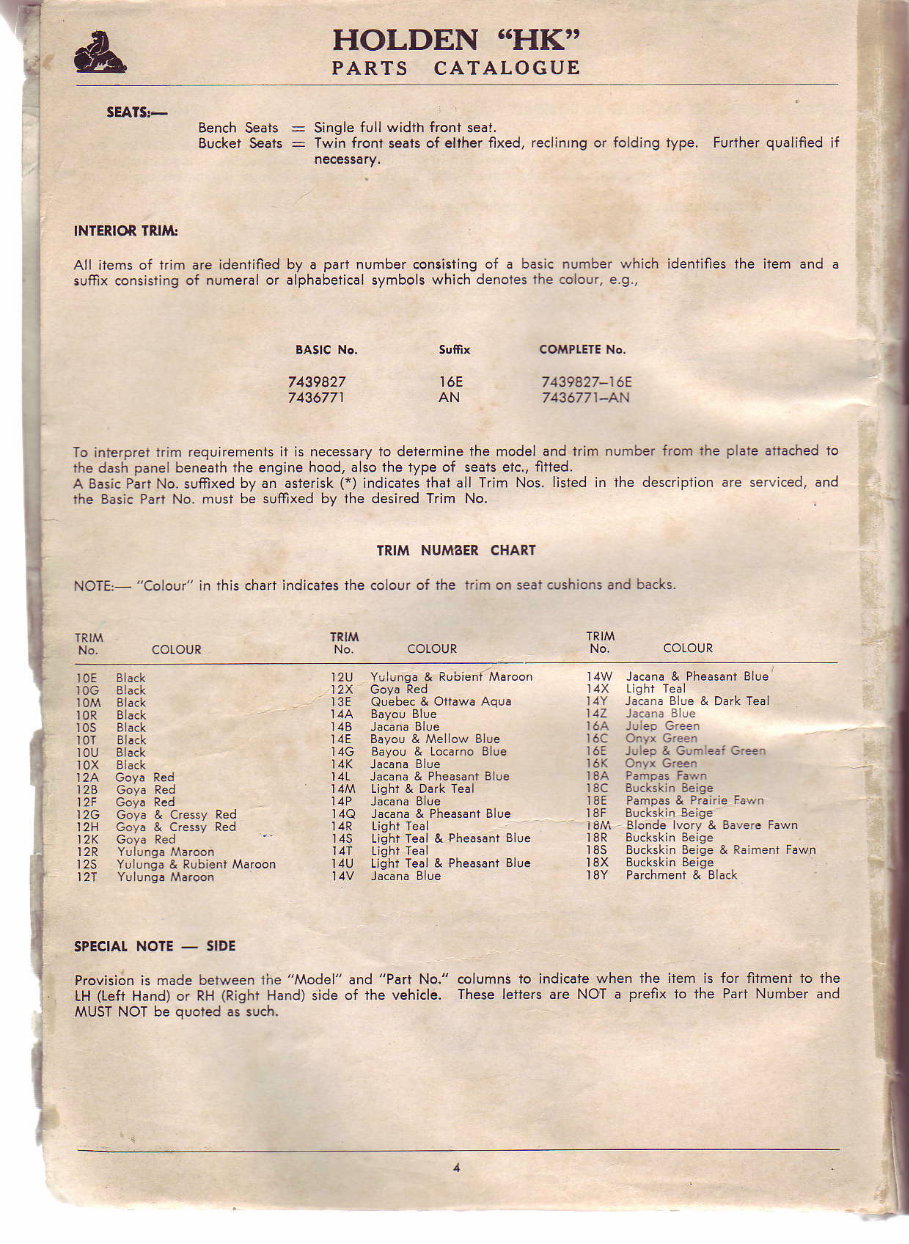 HOLDEN “HK”
PARTS CATALOGUE
SEATS:—
Bench Seats = Single full width front seat.
Bucket Seats = Twin front seats of either fixed, reclining or folding type. Further qualified if
necessary.
INTERIOR TRIM:
All items of trim are identified by a part number consisting of a basic number which identifies the item and a
suffix consisting of numeral or alphabetical symbols which denotes the colour, e.g.,
BASIC No. Suffix COMPLETE No.
7439827 16E 7439827–16E
7436771 AN 7436771–AN
To interpret trim requirements it is necessary to determine the model and trim number from the plate attached to
the dash panel beneath the engine hood, also the type of seats etc., fitted.
A Basic Part No. suffixed by an asterisk (*) indicates that all Trim Nos. listed in the description are serviced, and
the Basic Part No. must be suffixed by the desired Trim No.
TRIM NUMBER CHART
NOTE:— "Colour" in this chart indicates the colour of the trim on seat cushions and backs.
TRIM
No. COLOUR
10E Black
10G Black
10M Black
10R Black
10S Black
10T Black
10U Black
10X Black
12A Goya Red
12B Goya Red
12F Goya Red
12G Goya & Cressy Red
12H Goya & Cressy Red
12K Goya Red
12R Yulunga Maroon
12S Yulunga & Rubient Maroon
12T Yulunga Maroon
TRIM
No. COLOUR
12U Yulunga & Rubient Maroon
12X Goya Red
13E Quebec & Ottawa Aqua
14A Bayou Blue
14B Jacana Blue
14E Bayou & Mellow Blue
14G Bayou & Locarno Blue
14K Jacana Blue
14L Jacana & Pheasant Blue
14M Light & Dark Teal
14P Jacana Blue
14Q Jacana & Pheasant Blue
14R Light Teal
14S Light Teal & Pheasant Blue
14T Light Teal
14U Light Teal & Pheasant Blue
14V Jacana Blue
TRIM
No. COLOUR
14W Jacana & Pheasant Blue
14X Light Teal
14Y Jacana Blue & Dark Teal
14Z Jacana Blue
16A Julep Green
16C Onyx Green
16E Julep & Gumleaf Green
16K Onyx Green
18A Pampas Fawn
18C Buckskin Beige
18E Pampas & Prairie Fawn
18F Buckskin Beige
18M Blonde Ivory & Bavere Fawn
18R Buckskin Beige
18S Buckskin Beige & Raiment Fawn
18X Buckskin Beige
18Y Parchment & Black
SPECIAL NOTE — SIDE
Provision is made between the "Model" and "Part No." columns to indicate when the item is for fitment to the
LH (Left Hand) or RH (Right Hand) side of the vehicle. These letters are NOT a prefix to the Part Number and
MUST NOT be quoted as such.
4